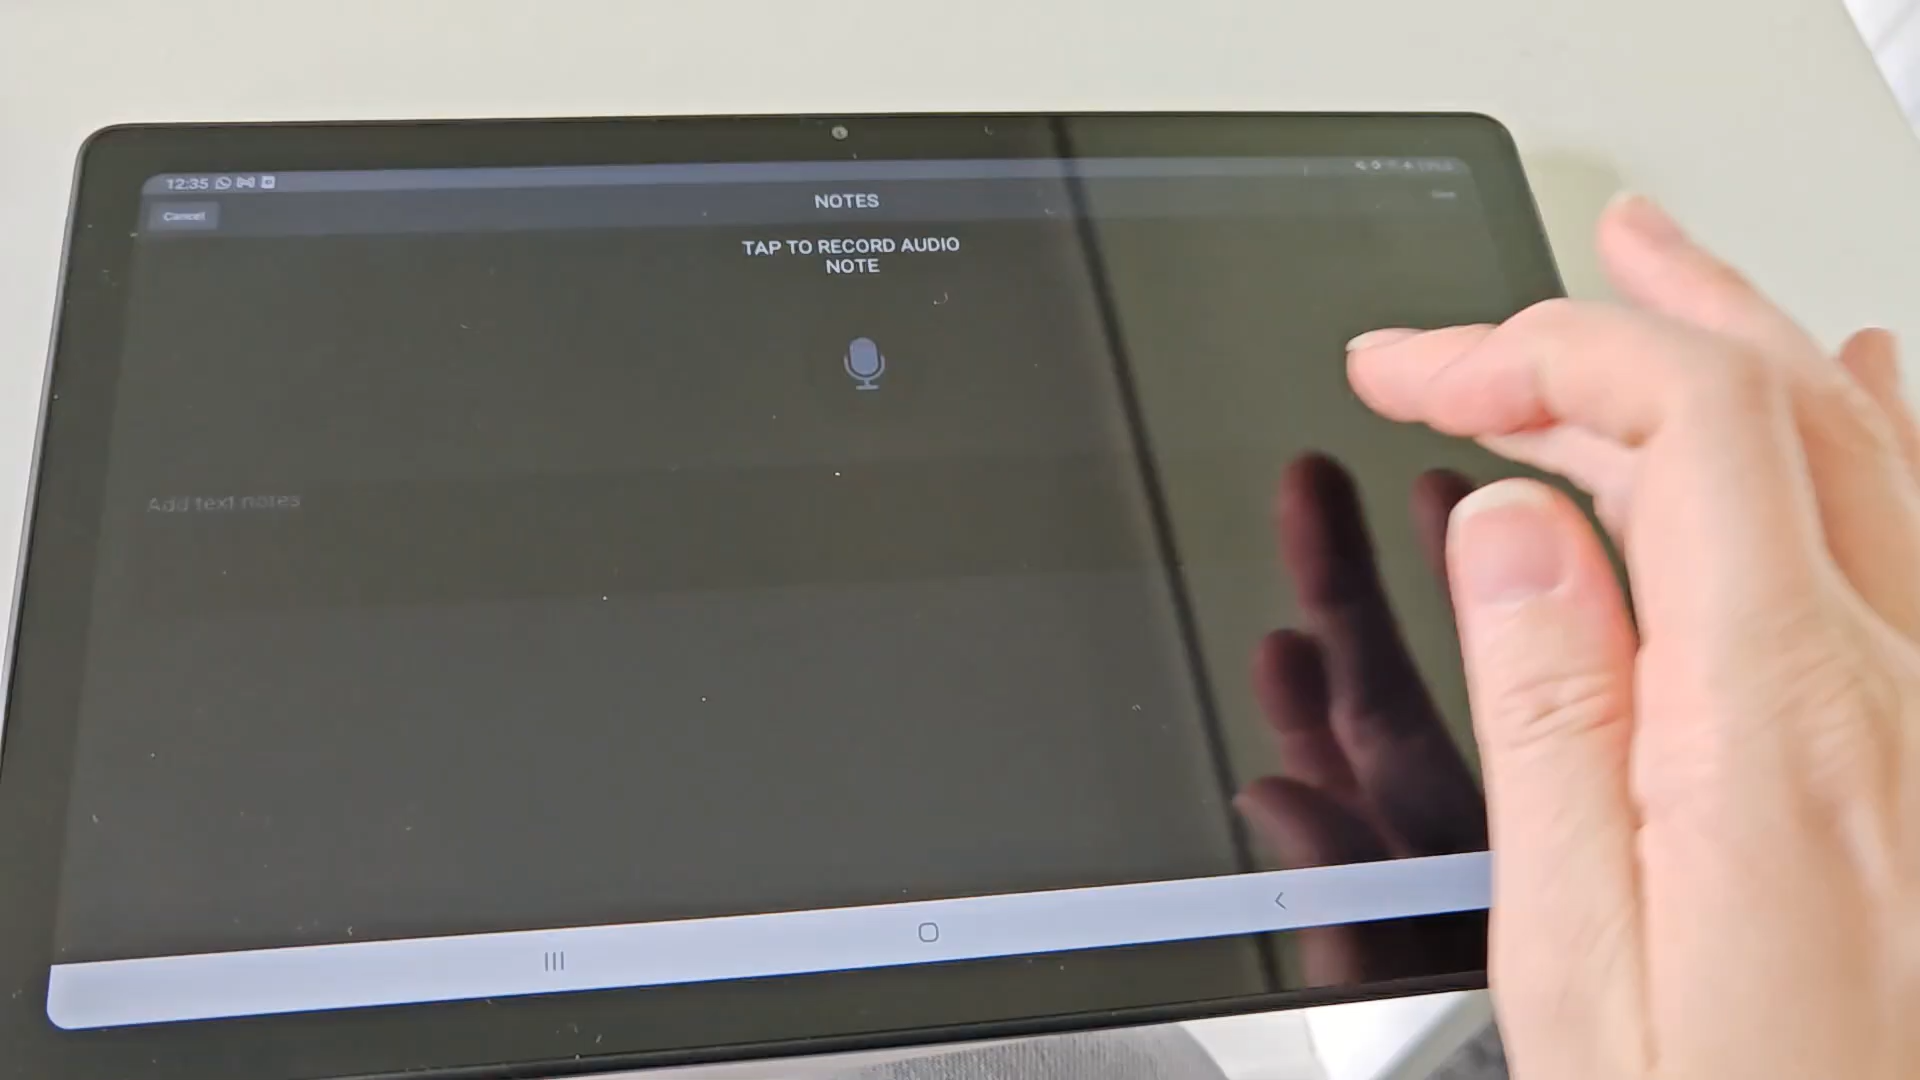 12:35
NOTES
Cancel
TAP TO RECORD AUDIO
NOTE
Add text notes